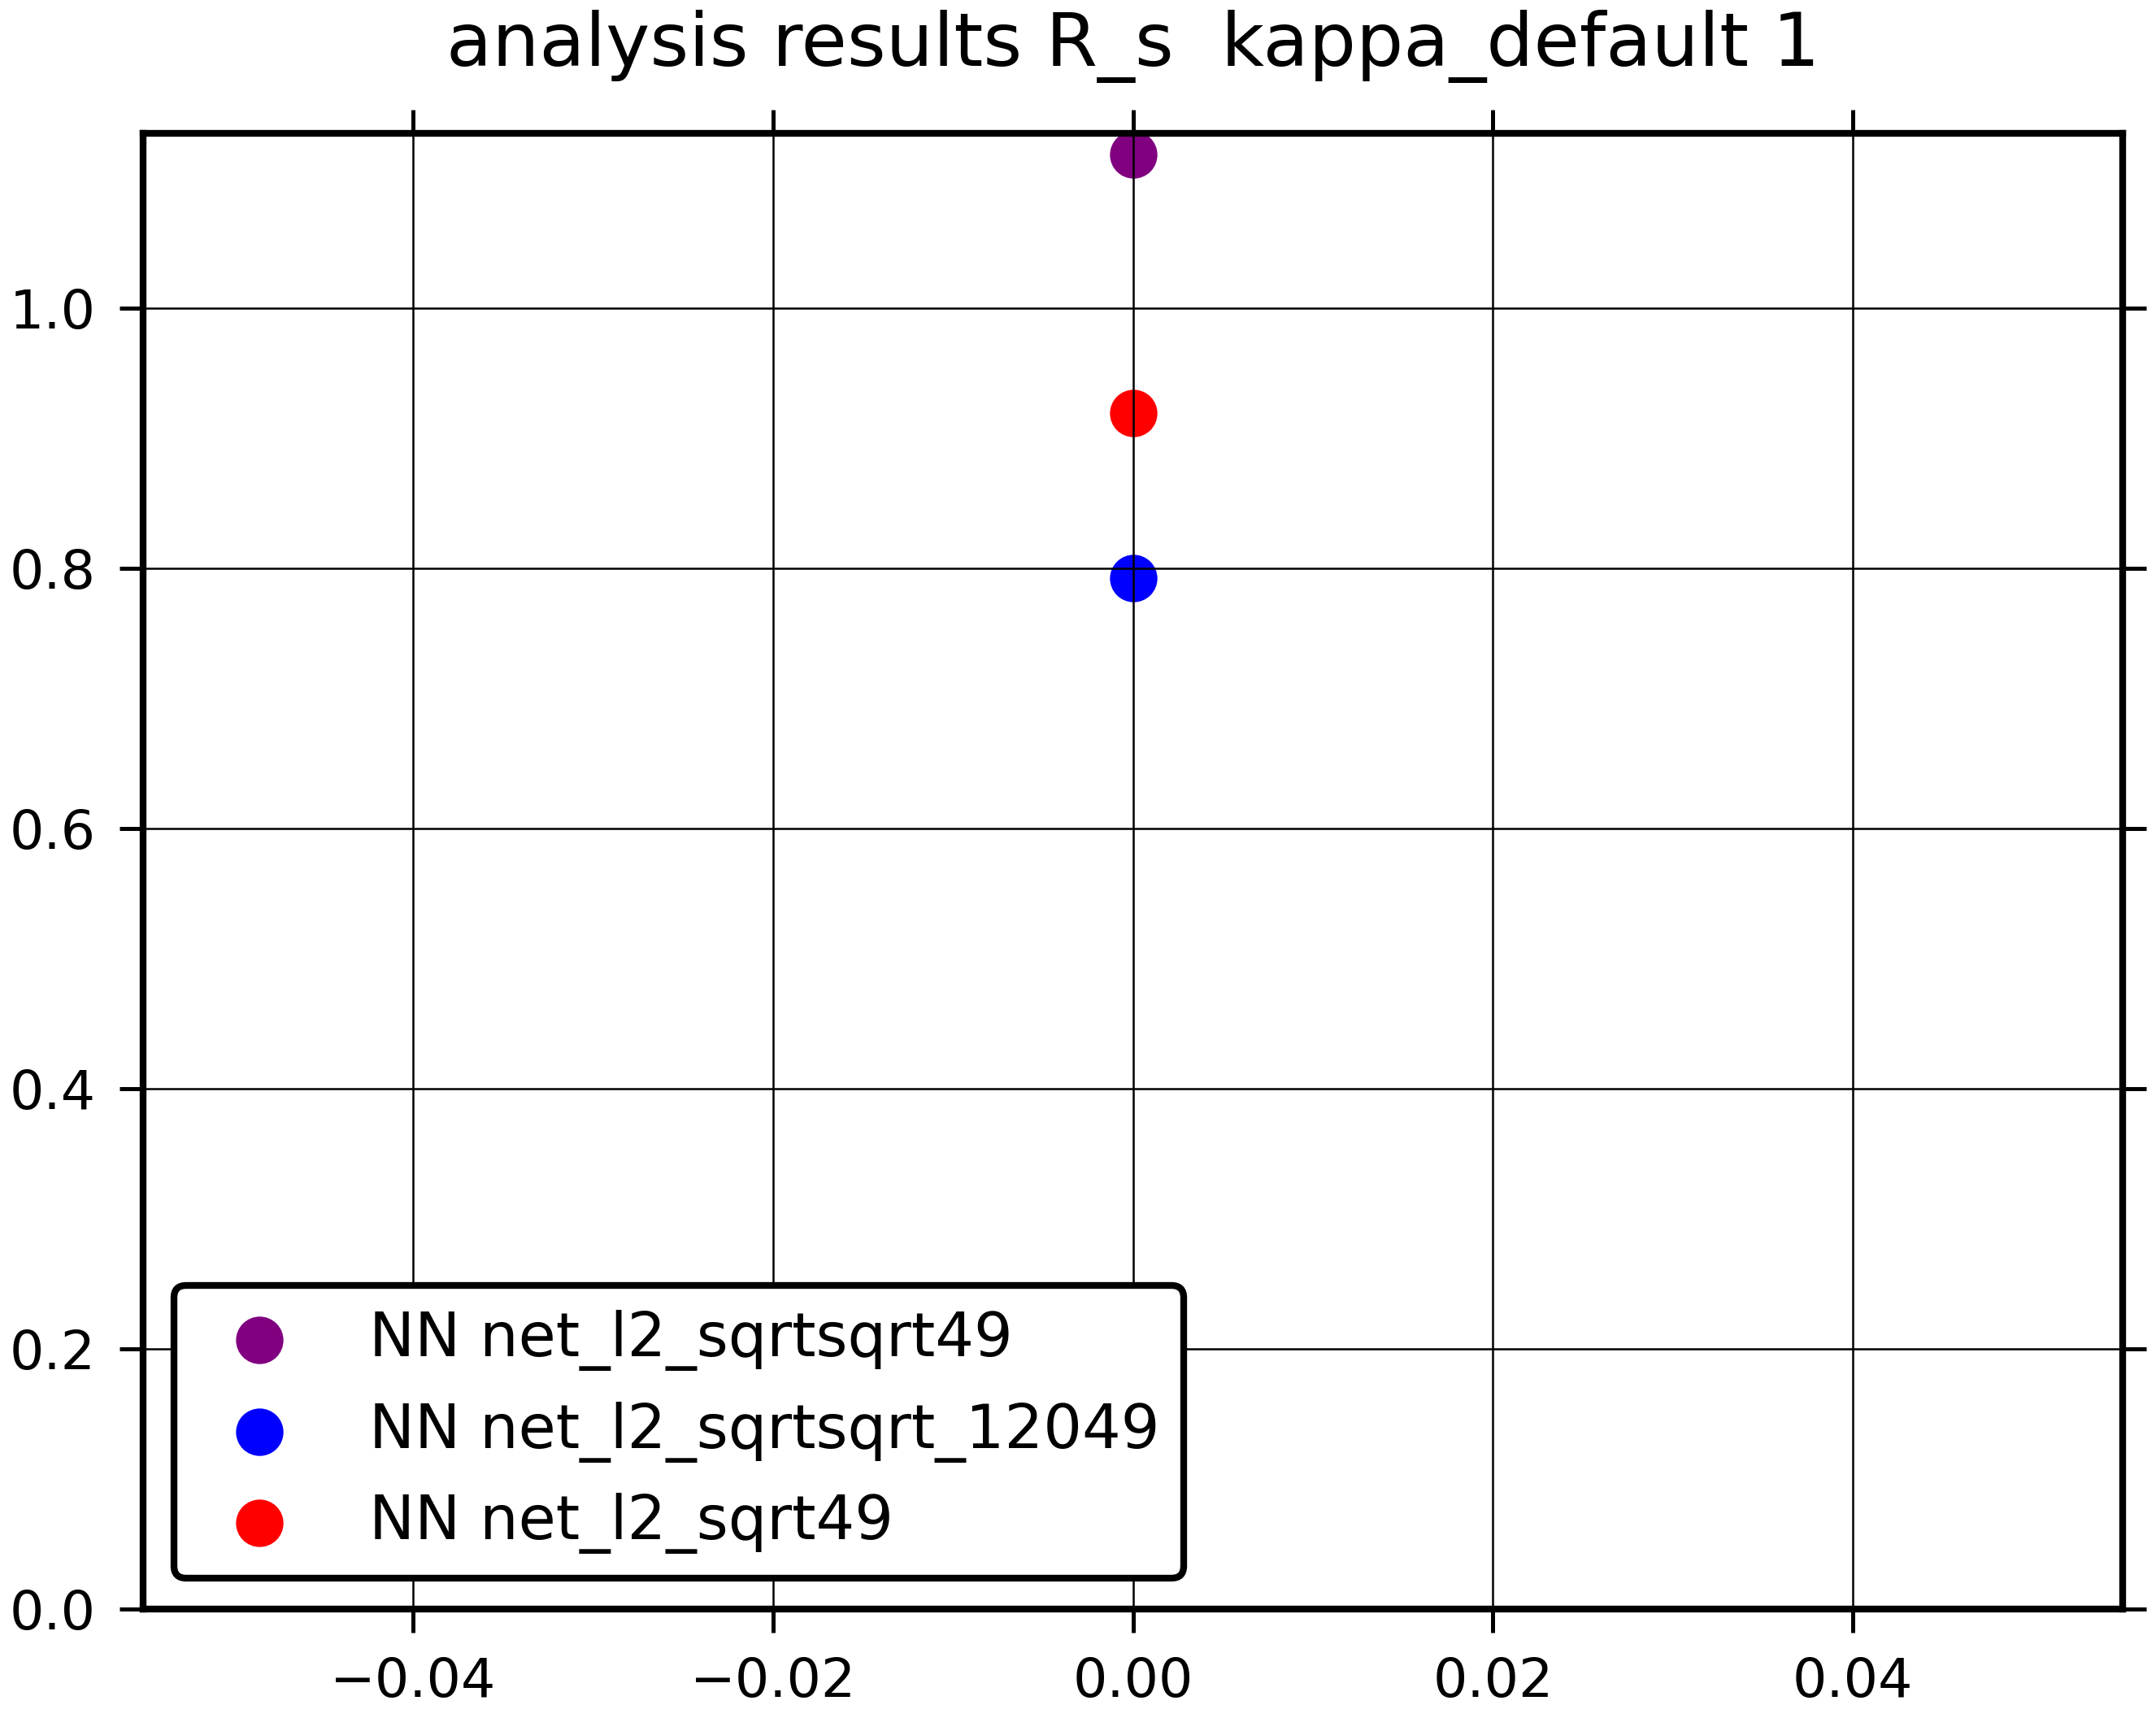 analysis results R_s  kappa_default 1
1.0
0.8
0.6
0.4
0.2
0.0
NN net_l2_sqrtsqrt49
NN net_l2_sqrtsqrt_12049
NN net_l2_sqrt49
−0.04 −0.02 0.00 0.02 0.04